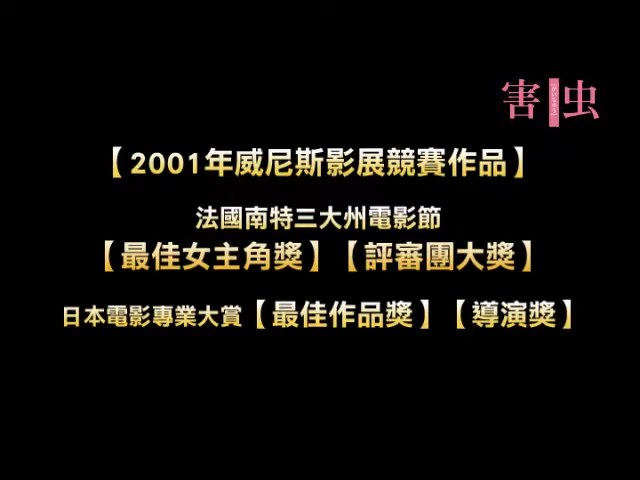 害虫
【2001年威尼斯影展競賽作品】
法國南特三大州電影節
【最佳女主角獎】【評審團大獎】
日本電影專業大賞【最佳作品獎】【導演獎】